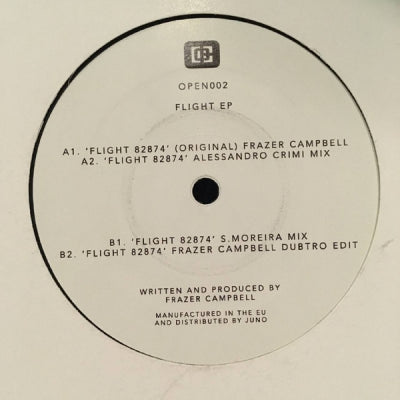 OPEN002
FLIGHT EP
A1. 'FLIGHT 82874' (ORIGINAL) FRAZER CAMPBELL
A2. 'FLIGHT 82874' ALESSANDRO CRIMI MIX
B1. 'FLIGHT 82874' S.MOREIRA MIX
B2. 'FLIGHT 82874' FRAZER CAMPBELL DUBTRO EDIT
WRITTEN AND PRODUCED BY
FRAZER CAMPBELL
MANUFACTURED IN THE EU
AND DISTRIBUTED BY JUNO